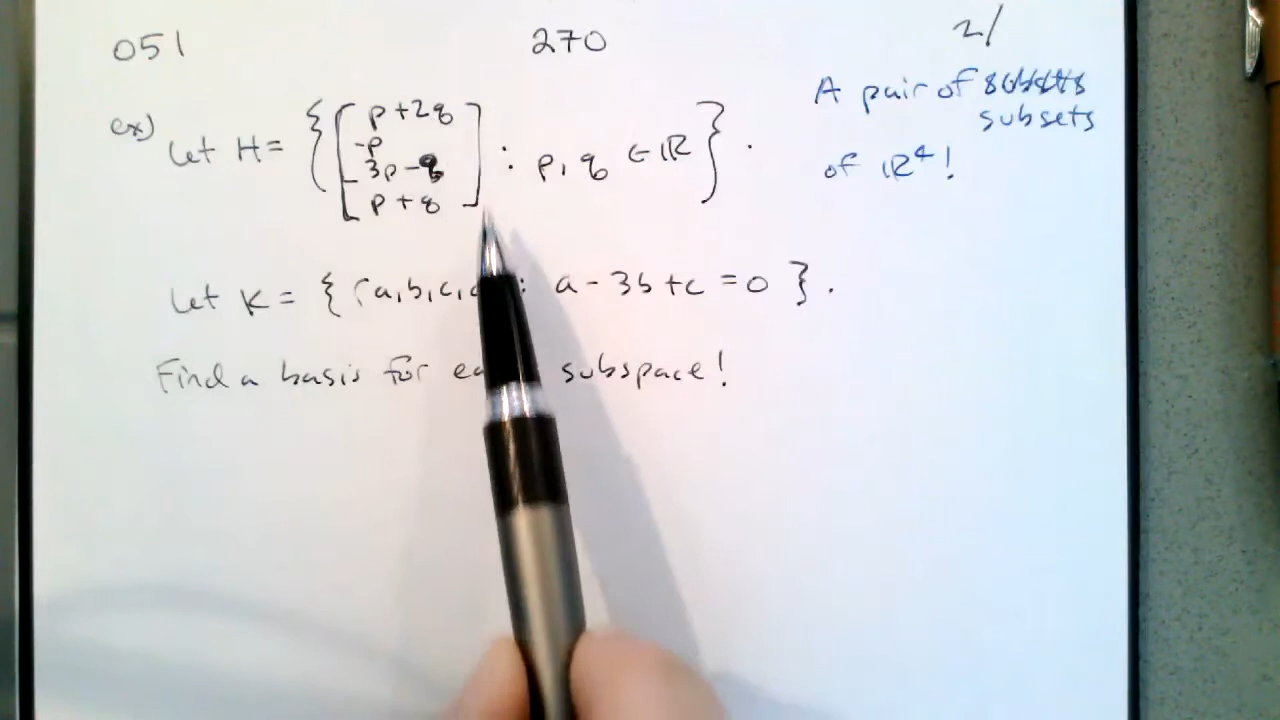 051 270 2/
ex) Let H = { [ p+2q
-p
3p-q
p+q ] : p, q ∈ ℝ } .
A pair of
subsets
of ℝ⁴!
Let K = { (a,b,c, : a-3b+c=0 } .
Find a basis for subspace!